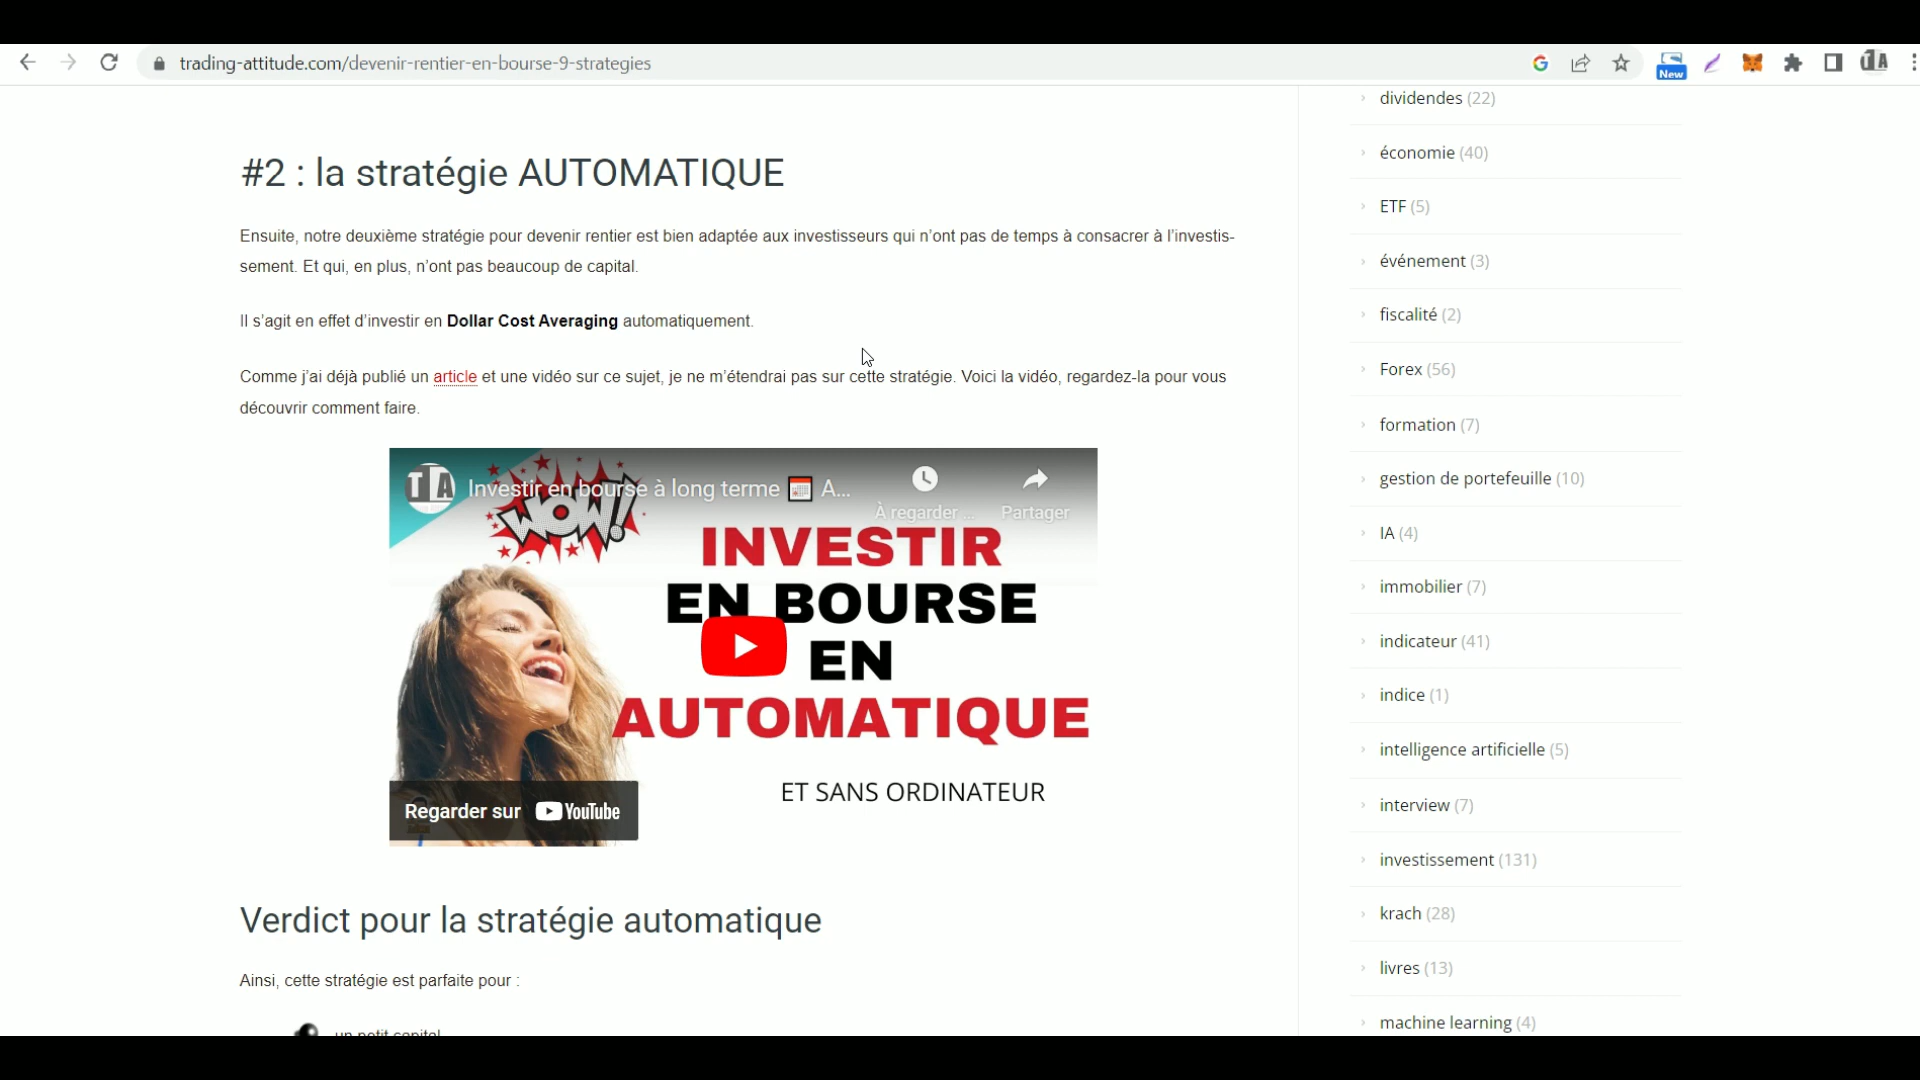 trading-attitude.com/devenir-rentier-en-bourse-9-strategies
New
#2 : la stratégie AUTOMATIQUE
Ensuite, notre deuxième stratégie pour devenir rentier est bien adaptée aux investisseurs qui n’ont pas de temps à consacrer à l’investis-
sement. Et qui, en plus, n’ont pas beaucoup de capital.
Il s’agit en effet d’investir en Dollar Cost Averaging automatiquement.
Comme j’ai déjà publié un article et une vidéo sur ce sujet, je ne m’étendrai pas sur cette stratégie. Voici la vidéo, regardez-la pour vous
découvrir comment faire.
TA
Investir en bourse à long terme A...
À regarder ...
Partager
WOW!
INVESTIR
EN BOURSE
EN
AUTOMATIQUE
ET SANS ORDINATEUR
Regarder sur YouTube
Verdict pour la stratégie automatique
Ainsi, cette stratégie est parfaite pour :
un petit capital
dividendes (22)
économie (40)
ETF (5)
événement (3)
fiscalité (2)
Forex (56)
formation (7)
gestion de portefeuille (10)
IA (4)
immobilier (7)
indicateur (41)
indice (1)
intelligence artificielle (5)
interview (7)
investissement (131)
krach (28)
livres (13)
machine learning (4)